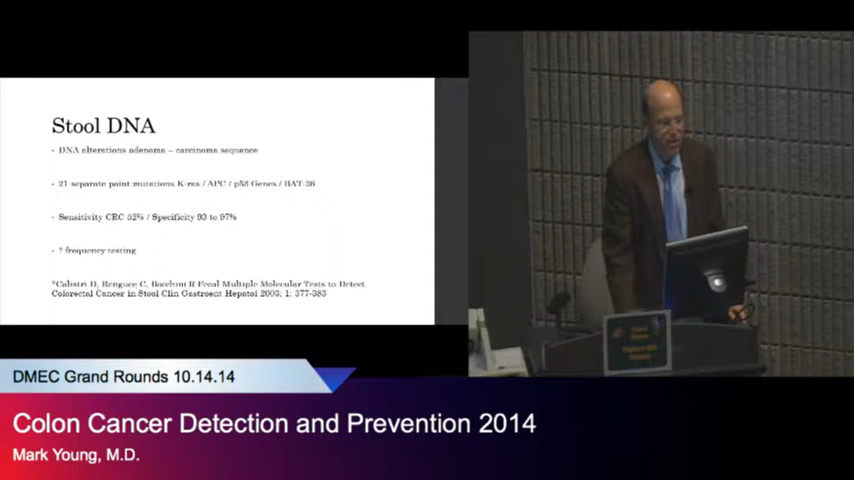 Stool DNA
• DNA alterations adenoma – carcinoma sequence
• 21 separate point mutations K-ras / APC / p53 Genes / BAT-26
• Sensitivity CRC 52% / Specificity 93 to 97%
• ? frequency testing
*Calistri D, Renguce C, Bocchini R Fecal Multiple Molecular Tests to Detect
Colorectal Cancer in Stool Clin Gastroent Hepatol 2003; 1: 377-383
DMEC Grand Rounds 10.14.14
Colon Cancer Detection and Prevention 2014
Mark Young, M.D.